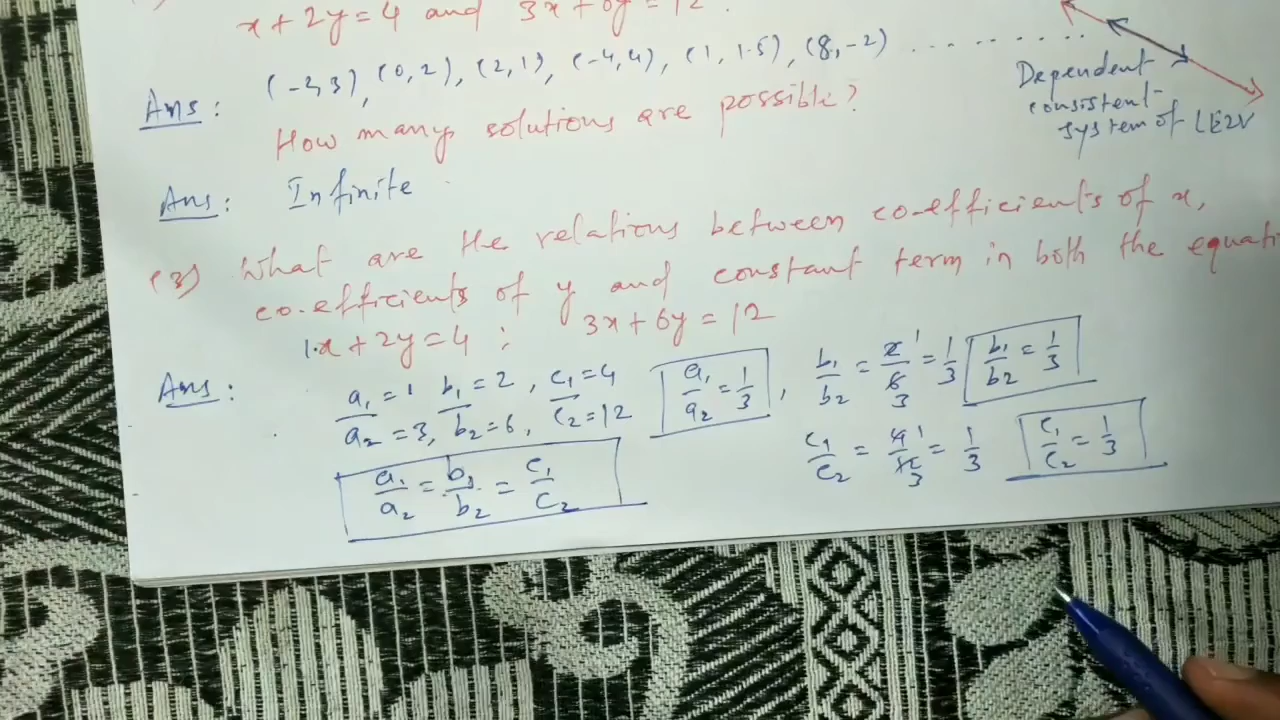 x + 2y = 4 and 3x + 6y = 12.
Ans: (-2,3), (0,2), (2,1), (-4,4), (1,1.5), (8,-2) ..........
Dependent
consistent
system of LE2V
How many solutions are possible?
Ans: Infinite.
(3) What are the relations between co-efficients of x,
co.efficients of y and constant term in both the equati
1.x + 2y = 4 ; 3x + 6y = 12
Ans: a₁ = 1 b₁ = 2, c₁ = 4
a₂ = 3, b₂ = 6, c₂ = 12
a₁/a₂ = 1/3, b₁/b₂ = 2 1/6 3 = 1/3 b₁/b₂ = 1/3
c₁/c₂ = 4 1/12 3 = 1/3 c₁/c₂ = 1/3
a₁/a₂ = b₁/b₂ = c₁/c₂